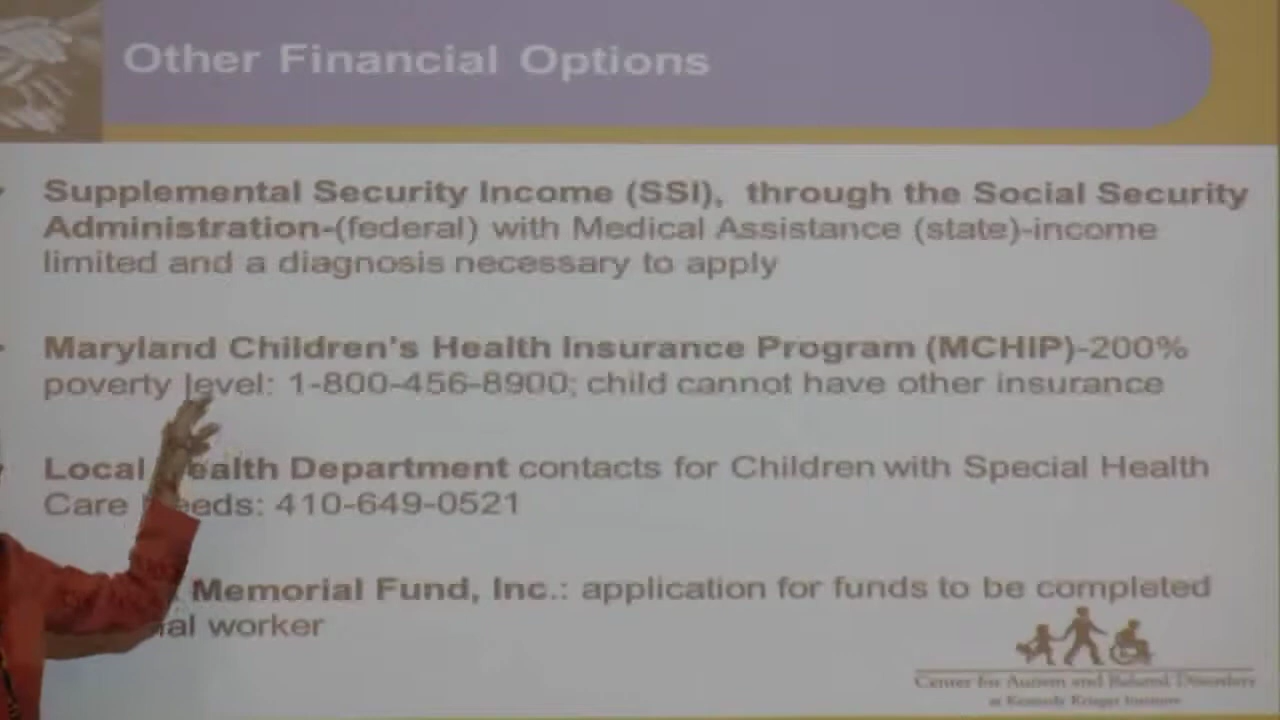 Other Financial Options
Supplemental Security Income (SSI), through the Social Security
Administration-(federal) with Medical Assistance (state)-income
limited and a diagnosis necessary to apply
Maryland Children's Health Insurance Program (MCHIP)-200%
poverty level: 1-800-456-8900; child cannot have other insurance
Local Health Department contacts for Children with Special Health
Care Needs: 410-649-0521
Memorial Fund, Inc.: application for funds to be completed
worker
Center for Autism and Related Disorders
at Kennedy Krieger Institute